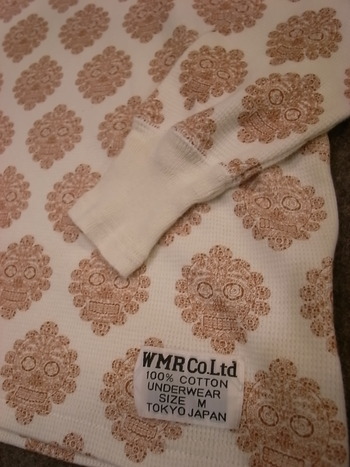 WMR Co.Ltd
100% COTTON
UNDERWEAR
SIZE M
TOKYO JAPAN